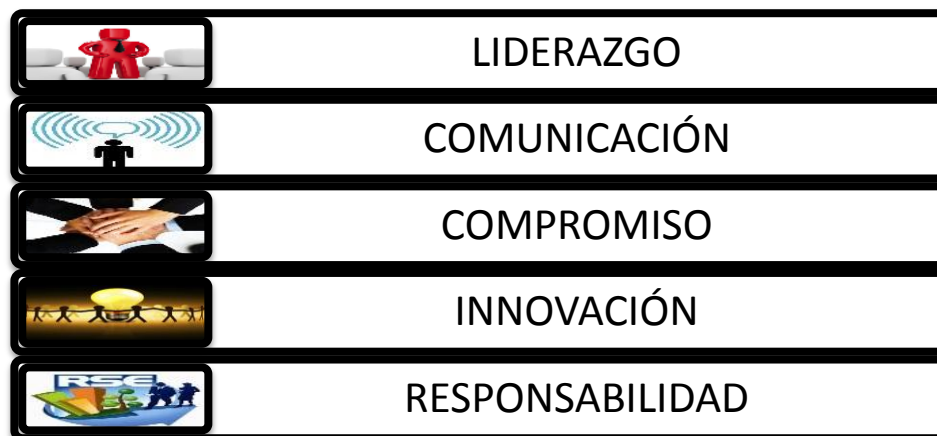 LIDERAZGO
COMUNICACIÓN
COMPROMISO
INNOVACIÓN
RSE
RESPONSABILIDAD